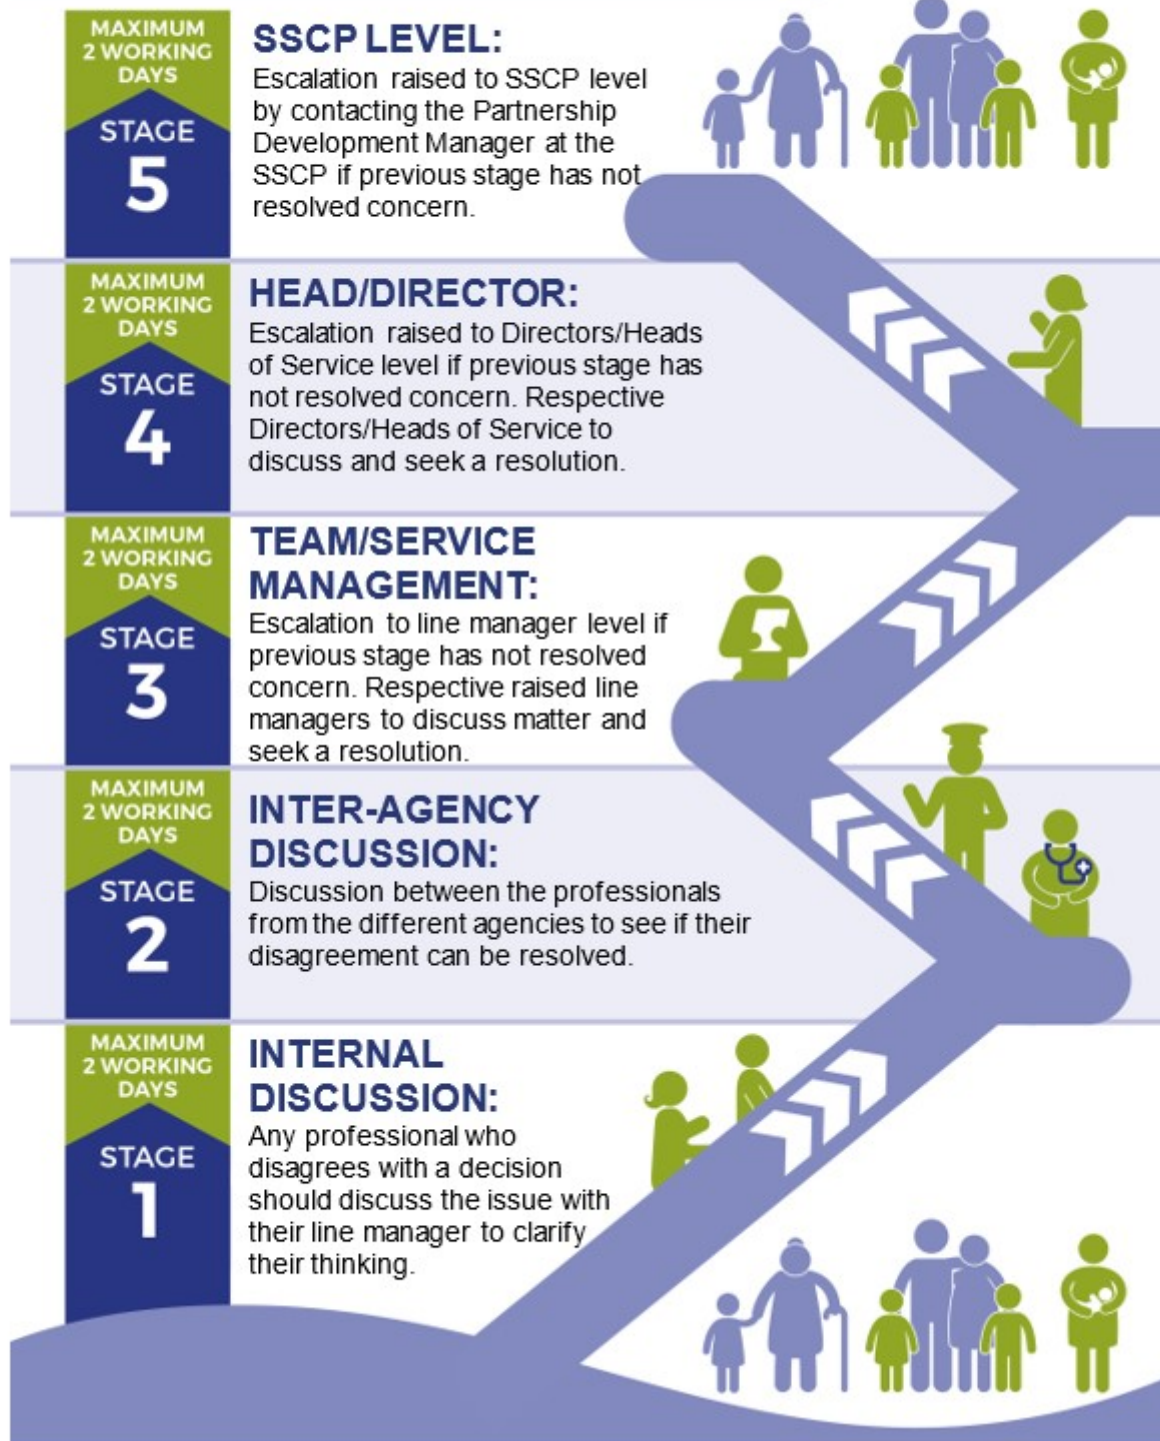 MAXIMUM
2 WORKING
DAYS
STAGE
5
SSCP LEVEL:
Escalation raised to SSCP level
by contacting the Partnership
Development Manager at the
SSCP if previous stage has not
resolved concern.
MAXIMUM
2 WORKING
DAYS
STAGE
4
HEAD/DIRECTOR:
Escalation raised to Directors/Heads
of Service level if previous stage has
not resolved concern. Respective
Directors/Heads of Service to
discuss and seek a resolution.
MAXIMUM
2 WORKING
DAYS
STAGE
3
TEAM/SERVICE
MANAGEMENT:
Escalation to line manager level if
previous stage has not resolved
concern. Respective raised line
managers to discuss matter and
seek a resolution.
MAXIMUM
2 WORKING
DAYS
STAGE
2
INTER-AGENCY
DISCUSSION:
Discussion between the professionals
from the different agencies to see if their
disagreement can be resolved.
MAXIMUM
2 WORKING
DAYS
STAGE
1
INTERNAL
DISCUSSION:
Any professional who
disagrees with a decision
should discuss the issue with
their line manager to clarify
their thinking.